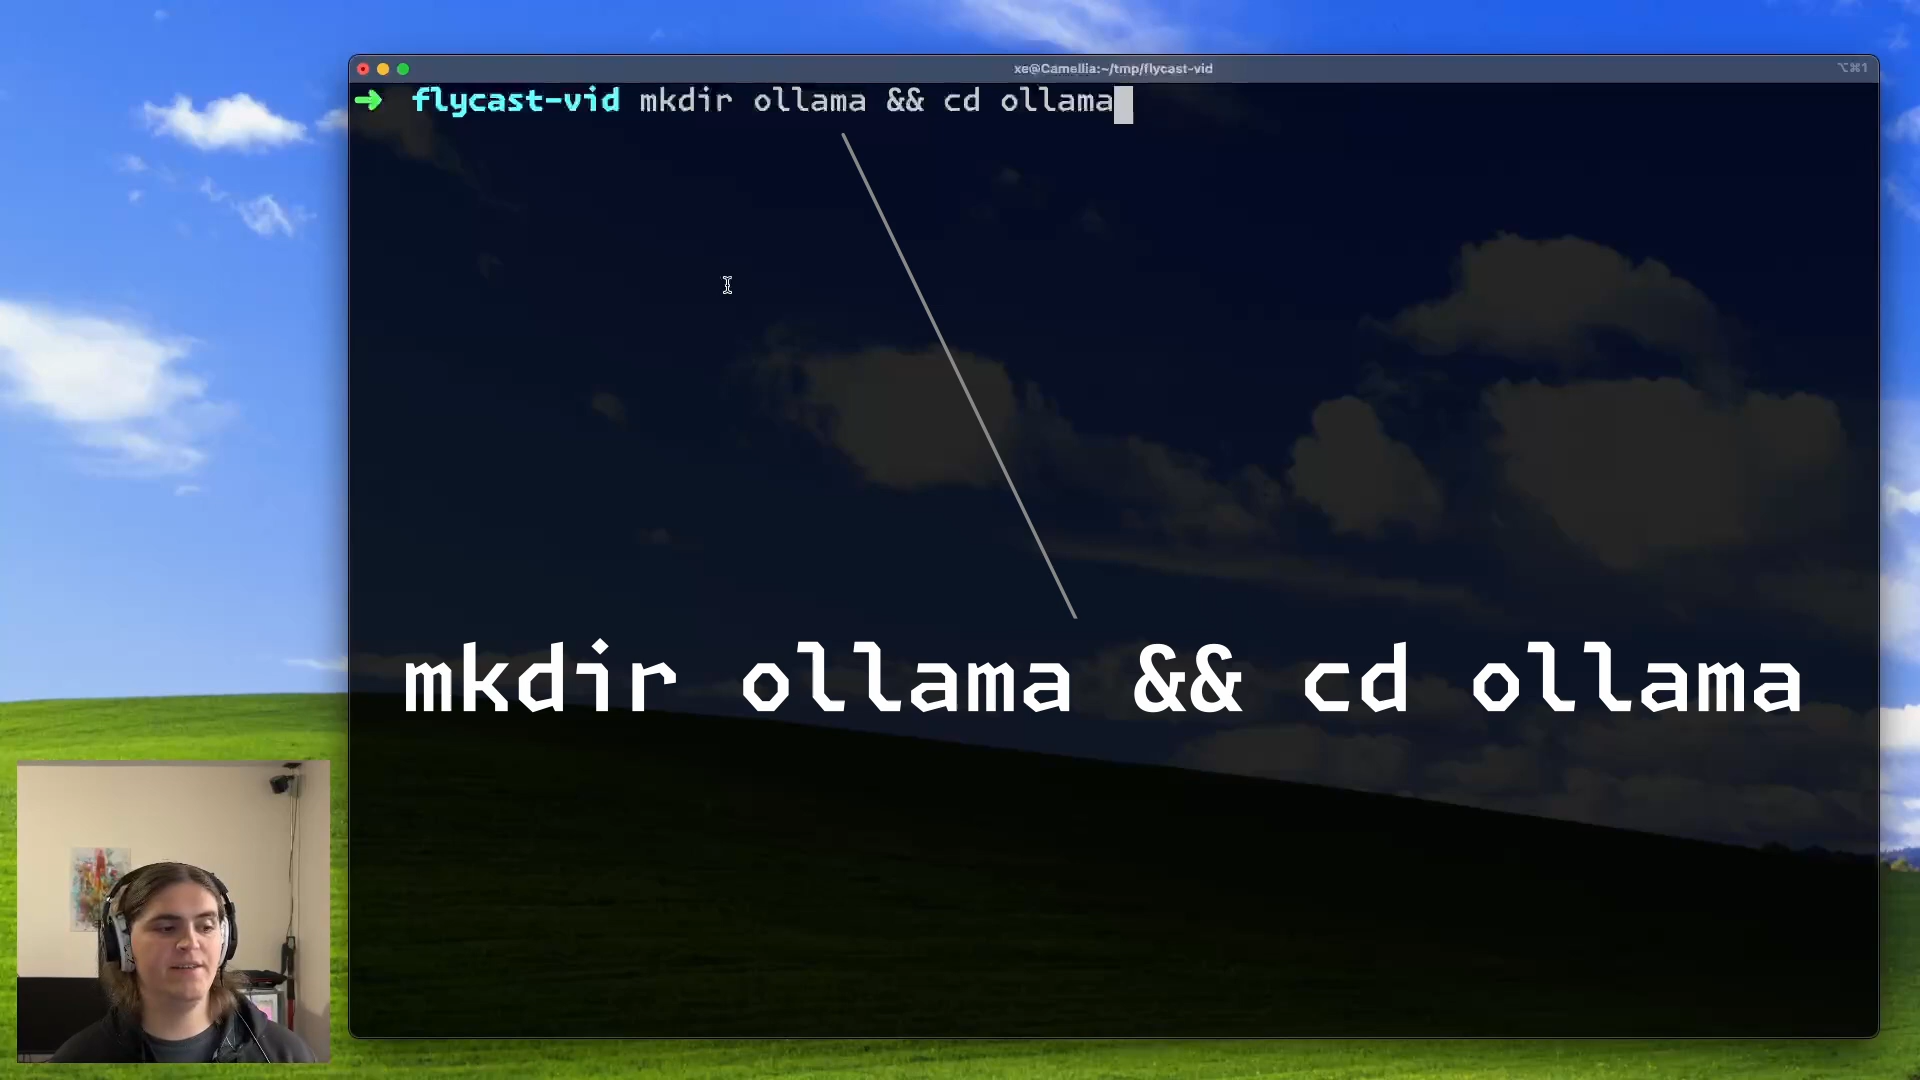 xe@Camellia:~/tmp/flycast-vid
⌥⌘1
➜ flycast-vid mkdir ollama && cd ollama
mkdir ollama && cd ollama